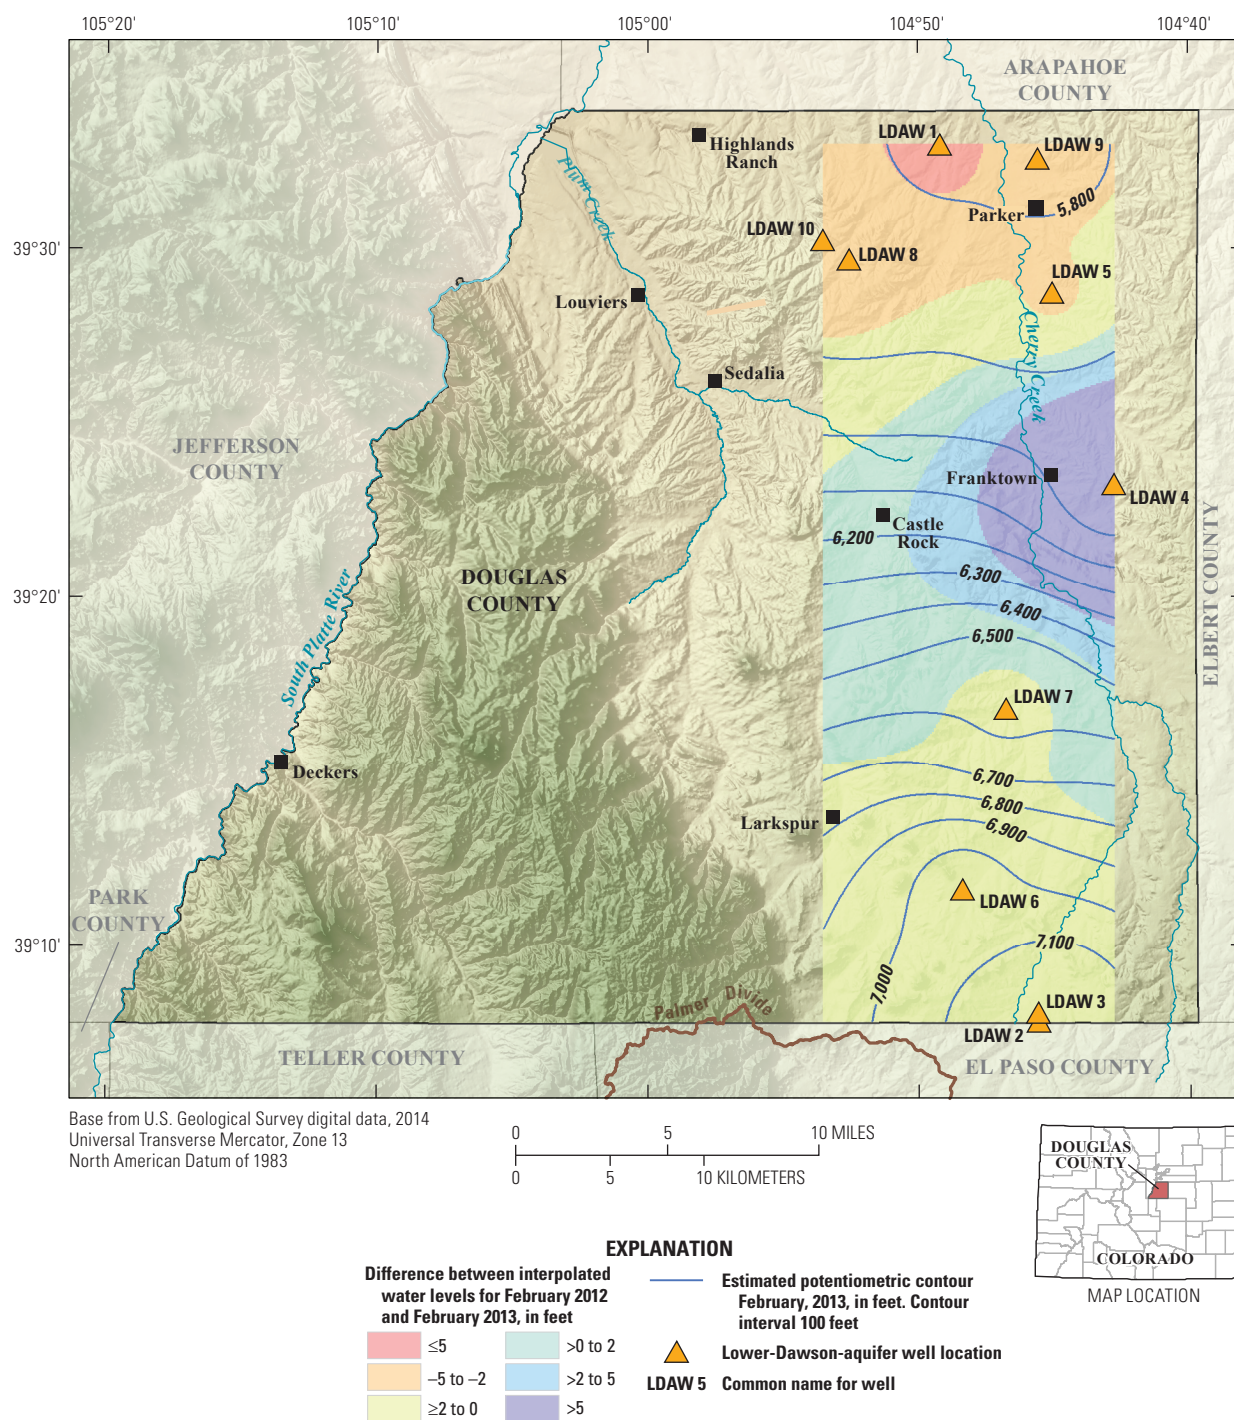 105°20'
105°10'
105°00'
104°50'
104°40'
ARAPAHOE
COUNTY
LDAW 1
LDAW 9
Highlands
Ranch
Plum Creek
5,800
Parker
LDAW 10
39°30'
LDAW 8
LDAW 5
Louviers
Cherry Creek
Sedalia
JEFFERSON
COUNTY
Franktown
LDAW 4
6,200
Castle
Rock
ELBERT COUNTY
DOUGLAS
COUNTY
6,300
39°20'
6,400
South Platte River
6,500
LDAW 7
Deckers
6,700
6,800
Larkspur
6,900
PARK
COUNTY
LDAW 6
39°10'
7,100
7,000
Palmer Divide
LDAW 3
LDAW 2
TELLER COUNTY
EL PASO COUNTY
Base from U.S. Geological Survey digital data, 2014
Universal Transverse Mercator, Zone 13
North American Datum of 1983
0 5 10 MILES
0 5 10 KILOMETERS
DOUGLAS
COUNTY
COLORADO
MAP LOCATION
EXPLANATION
Difference between interpolated
water levels for February 2012
and February 2013, in feet
≤5
–5 to –2
≥2 to 0
>0 to 2
>2 to 5
>5
Estimated potentiometric contour
February, 2013, in feet. Contour
interval 100 feet
Lower-Dawson-aquifer well location
LDAW 5 Common name for well